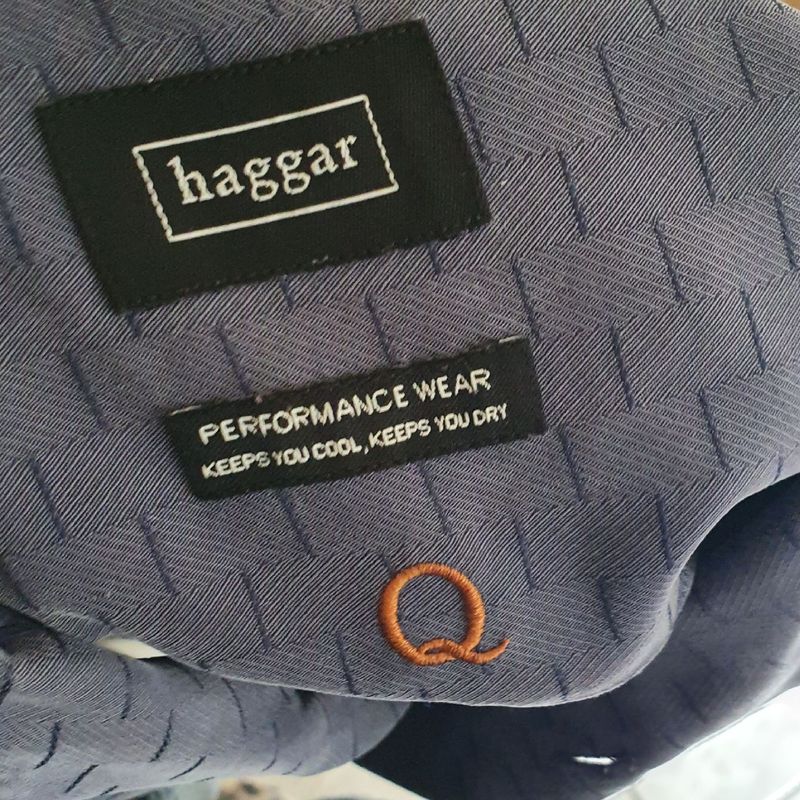 haggar
PERFORMANCE WEAR
KEEPS YOU COOL, KEEPS YOU DRY
Q